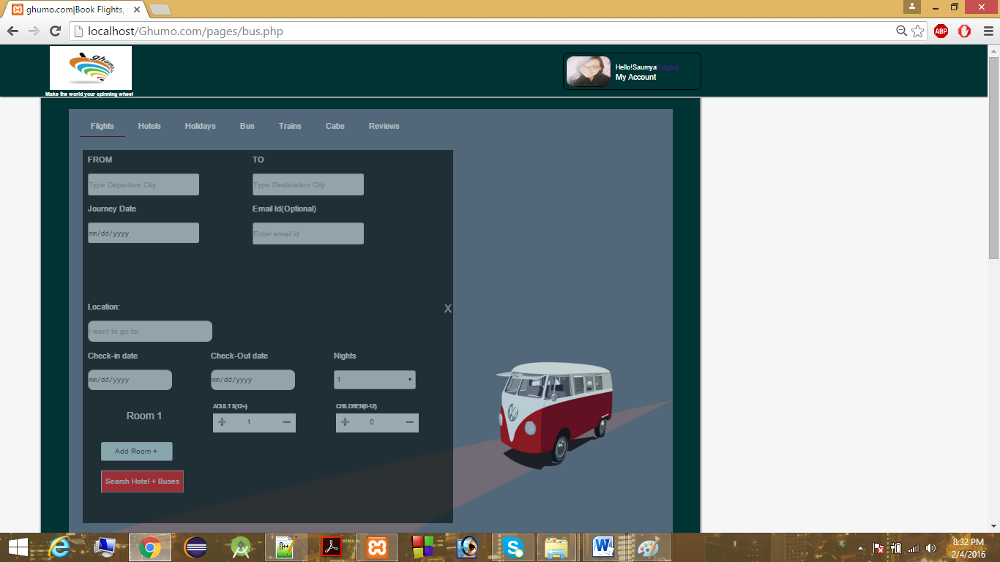 ghumo.com|Book Flights,
localhost/Ghumo.com/pages/bus.php
ABP
ghumo
Make the world your spinning wheel
Hello!Saumya Logout
My Account
Flights Hotels Holidays Bus Trains Cabs Reviews
FROM TO
Type Departure City Type Destination City
Journey Date Email Id(Optional)
mm/dd/yyyy Enter email id
Location: X
I want to go to:
Check-in date Check-Out date Nights
mm/dd/yyyy mm/dd/yyyy 1
ADULTS(12+) CHILDREN(0-12)
Room 1 + 1 − + 0 −
Add Room +
Search Hotel + Buses
8:32 PM
2/4/2016